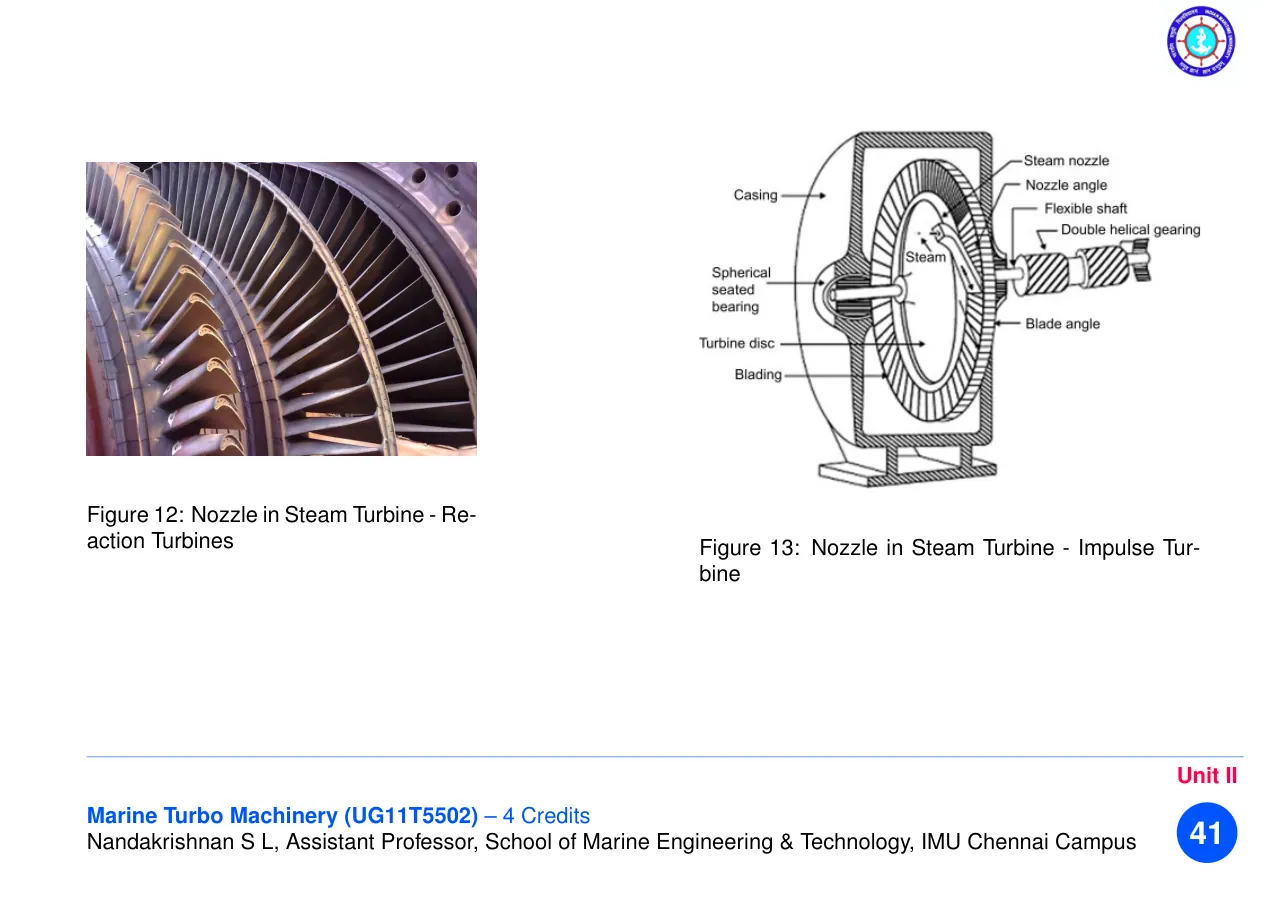 Casing
Steam nozzle
Nozzle angle
Flexible shaft
Double helical gearing
Steam
Spherical
seated
bearing
Blade angle
Turbine disc
Blading
Figure 12: Nozzle in Steam Turbine - Re-
action Turbines
Figure 13: Nozzle in Steam Turbine - Impulse Tur-
bine
Unit II
Marine Turbo Machinery (UG11T5502) – 4 Credits
Nandakrishnan S L, Assistant Professor, School of Marine Engineering & Technology, IMU Chennai Campus
41